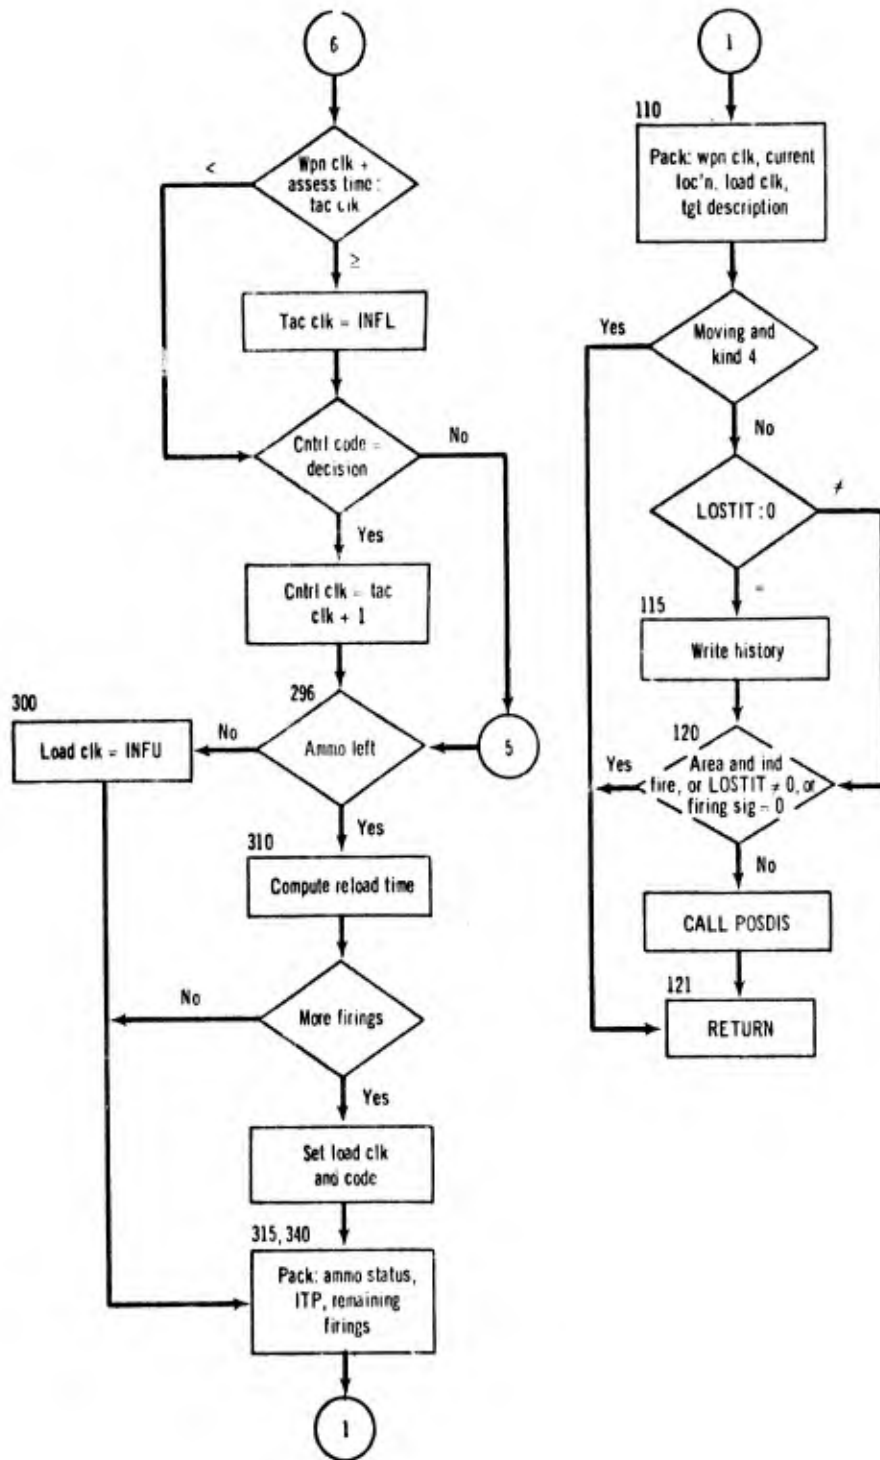 6
Wpn clk +
assess time :
tac clk
<
≥
Tac clk = INFL
Cntrl code =
decision
No
Yes
Cntrl clk = tac
clk + 1
296
Ammo left
5
No
300
Load clk = INFU
Yes
310
Compute reload time
More firings
No
Yes
Set load clk
and code
315, 340
Pack: ammo status,
ITP, remaining
firings
1
1
110
Pack: wpn clk, current
loc'n, load clk,
tgt description
Moving and
kind 4
Yes
No
LOSTIT : 0
≠
=
115
Write history
120
Area and ind
fire, or LOSTIT ≠ 0, or
firing sig = 0
Yes
No
CALL POSDIS
121
RETURN